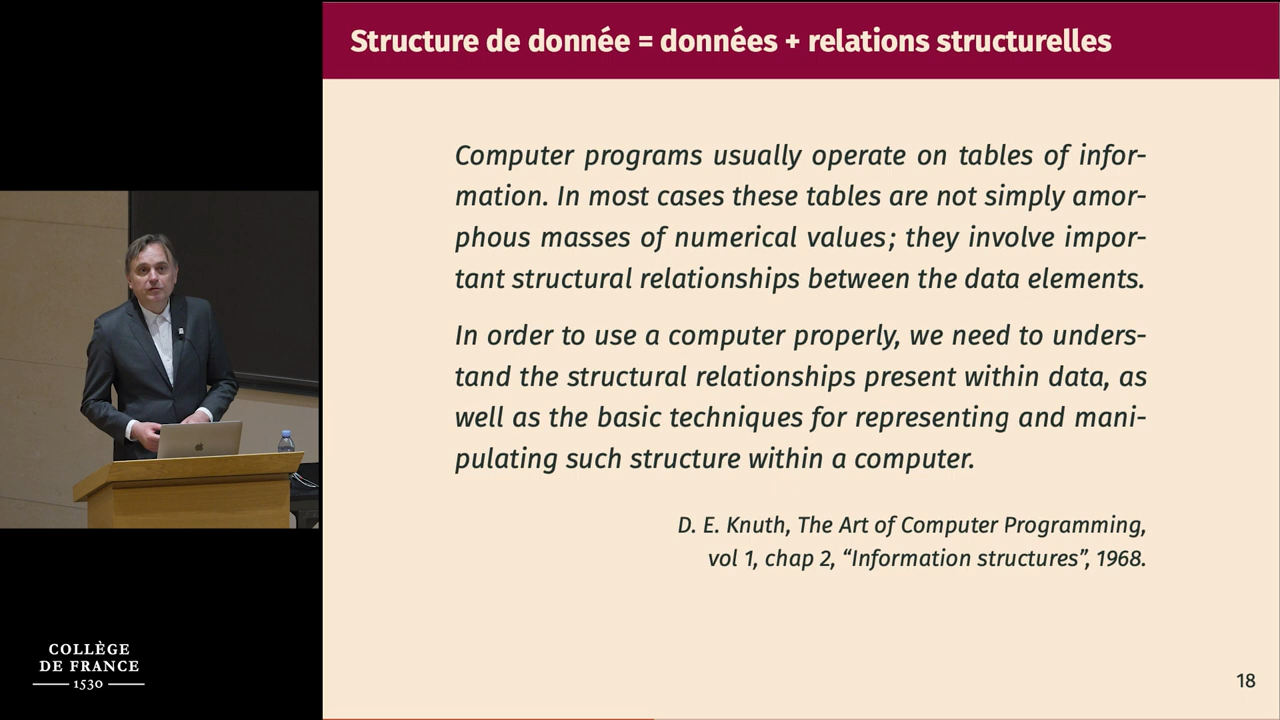 Structure de donnée = données + relations structurelles
Computer programs usually operate on tables of infor-
mation. In most cases these tables are not simply amor-
phous masses of numerical values; they involve impor-
tant structural relationships between the data elements.
In order to use a computer properly, we need to unders-
tand the structural relationships present within data, as
well as the basic techniques for representing and mani-
pulating such structure within a computer.
D. E. Knuth, The Art of Computer Programming,
vol 1, chap 2, “Information structures”, 1968.
COLLÈGE
DE FRANCE
1530
18